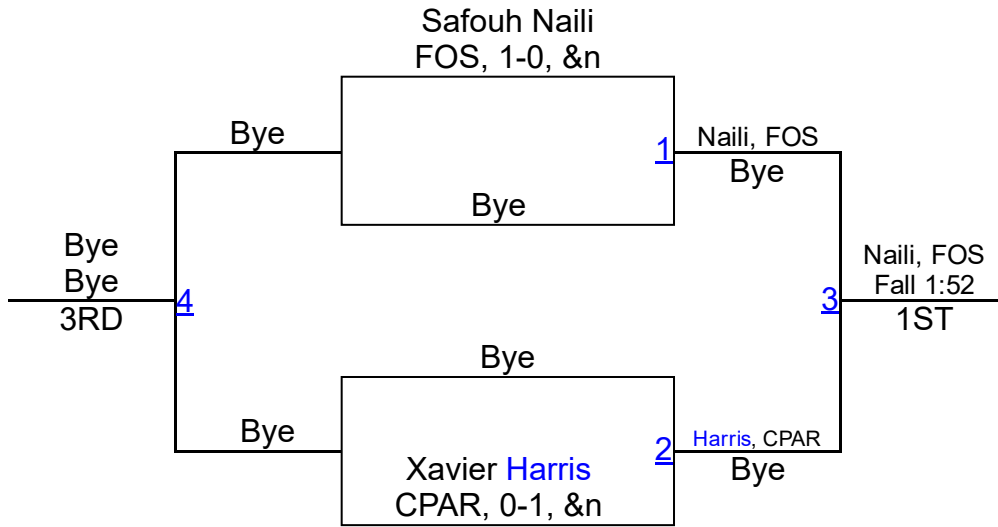 Safouh Naili
FOS, 1-0, &n
Bye
1
Naili, FOS
Bye
Bye
Bye
Bye
3RD
4
3
Naili, FOS
Fall 1:52
1ST
Bye
Bye
2
Harris, CPAR
Bye
Xavier Harris
CPAR, 0-1, &n